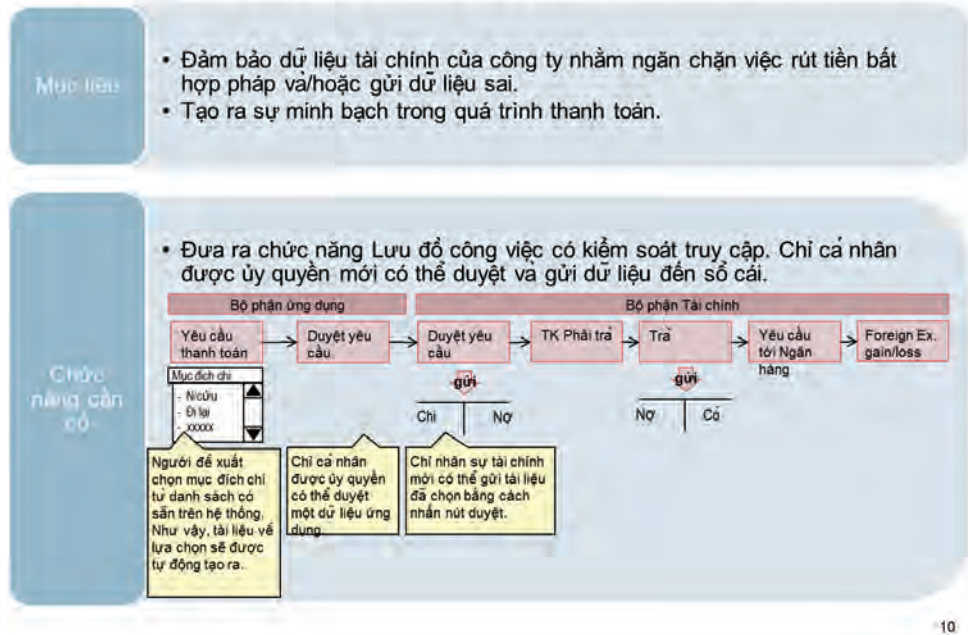 Mục tiêu
• Đảm bảo dữ liệu tài chính của công ty nhằm ngăn chặn việc rút tiền bất
hợp pháp và/hoặc gửi dữ liệu sai.
• Tạo ra sự minh bạch trong quá trình thanh toán.
Chức
năng cần
có
• Đưa ra chức năng Lưu đồ công việc có kiểm soát truy cập. Chỉ cá nhân
được ủy quyền mới có thể duyệt và gửi dữ liệu đến sổ cái.
Bộ phận ứng dụng
Bộ phận Tài chính
Yêu cầu
thanh toán
Duyệt yêu
cầu
Duyệt yêu
cầu
TK Phải trả
Trả
Yêu cầu
tới Ngân
hàng
Foreign Ex.
gain/loss
Mục đích chi
- N/cứu
- Đi lại
- xxxxx
gửi
Chi
Nợ
gửi
Nợ
Có
Người đề xuất
chọn mục đích chi
từ danh sách có
sẵn trên hệ thống.
Như vậy, tài liệu về
lựa chọn sẽ được
tự động tạo ra.
Chỉ cá nhân
được ủy quyền
có thể duyệt
một dữ liệu ứng
dụng.
Chỉ nhân sự tài chính
mới có thể gửi tài liệu
đã chọn bằng cách
nhấn nút duyệt.
10